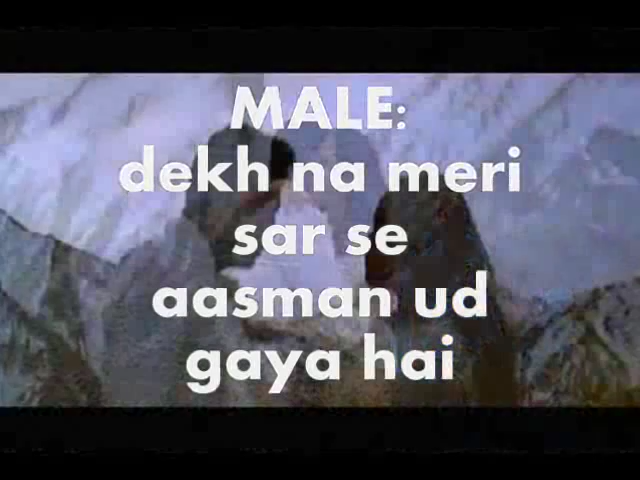 MALE:
dekh na meri
sar se
aasman ud
gaya hai